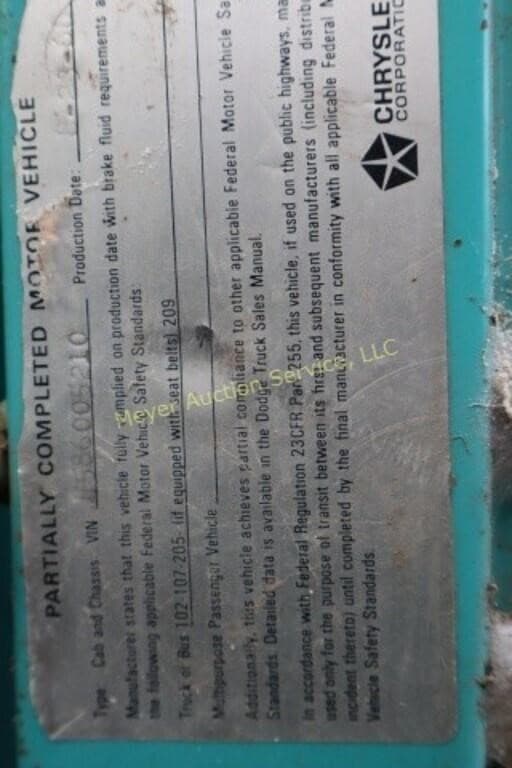 PARTIALLY COMPLETED MOTOR VEHICLE
Type Cab and Chassis VIN Production Date:
Manufacturer states that this vehicle fully complied on production date with brake fluid requirements a
the following applicable Federal Motor Vehicle Safety Standards
Truck or Bus 102 107 205 (if equipped with seat belts) 209
Multipurpose Passenger Vehicle
Additionally, this vehicle achieves partial compliance to other applicable Federal Motor Vehicle Sa
Standards. Detailed data is available in the Dodge Truck Sales Manual.
In accordance with Federal Regulation 23CFR Part 255, this vehicle, if used on the public highways, ma
used only for the purpose of transit between its first and subsequent manufacturers (including distrib
incident thereto) until completed by the final manufacturer in conformity with all applicable Federal M
Vehicle Safety Standards.
CHRYSLE
CORPORATIO
Meyer Auction Service, LLC